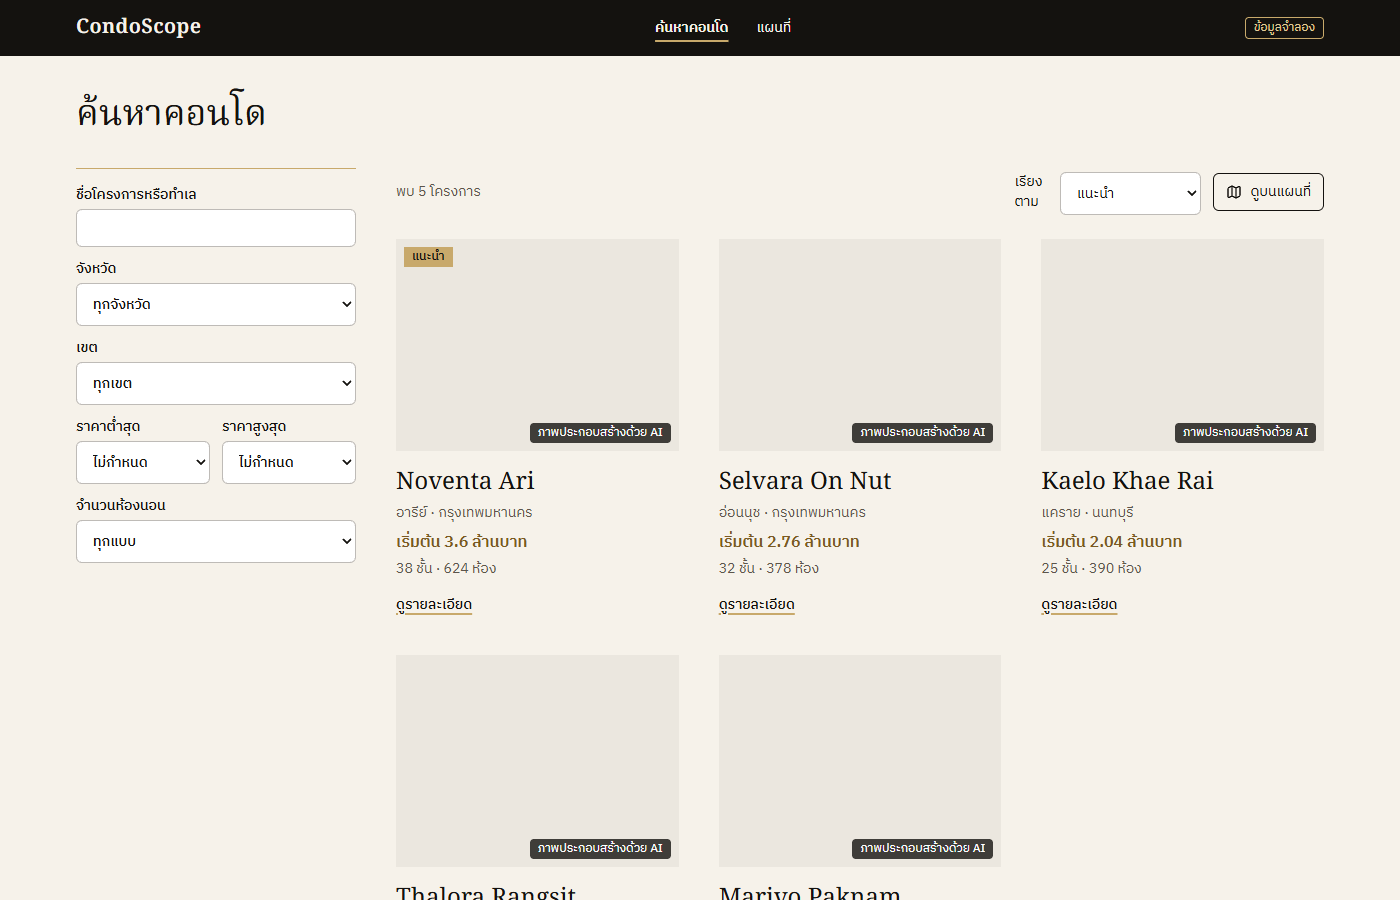 CondoScope
ค้นหาคอนโด
แผนที่
ข้อมูลจำลอง
ค้นหาคอนโด
ชื่อโครงการหรือทำเล
จังหวัด
ทุกจังหวัด
เขต
ทุกเขต
ราคาต่ำสุด
ราคาสูงสุด
ไม่กำหนด
ไม่กำหนด
จำนวนห้องนอน
ทุกแบบ
พบ 5 โครงการ
เรียง
ตาม
แนะนำ
ดูบนแผนที่
แนะนำ
ภาพประกอบสร้างด้วย AI
Noventa Ari
อารีย์ · กรุงเทพมหานคร
เริ่มต้น 3.6 ล้านบาท
38 ชั้น · 624 ห้อง
ดูรายละเอียด
ภาพประกอบสร้างด้วย AI
Selvara On Nut
อ่อนนุช · กรุงเทพมหานคร
เริ่มต้น 2.76 ล้านบาท
32 ชั้น · 378 ห้อง
ดูรายละเอียด
ภาพประกอบสร้างด้วย AI
Kaelo Khae Rai
แคราย · นนทบุรี
เริ่มต้น 2.04 ล้านบาท
25 ชั้น · 390 ห้อง
ดูรายละเอียด
ภาพประกอบสร้างด้วย AI
Thalora Rangsit
ภาพประกอบสร้างด้วย AI
Marivo Paknam